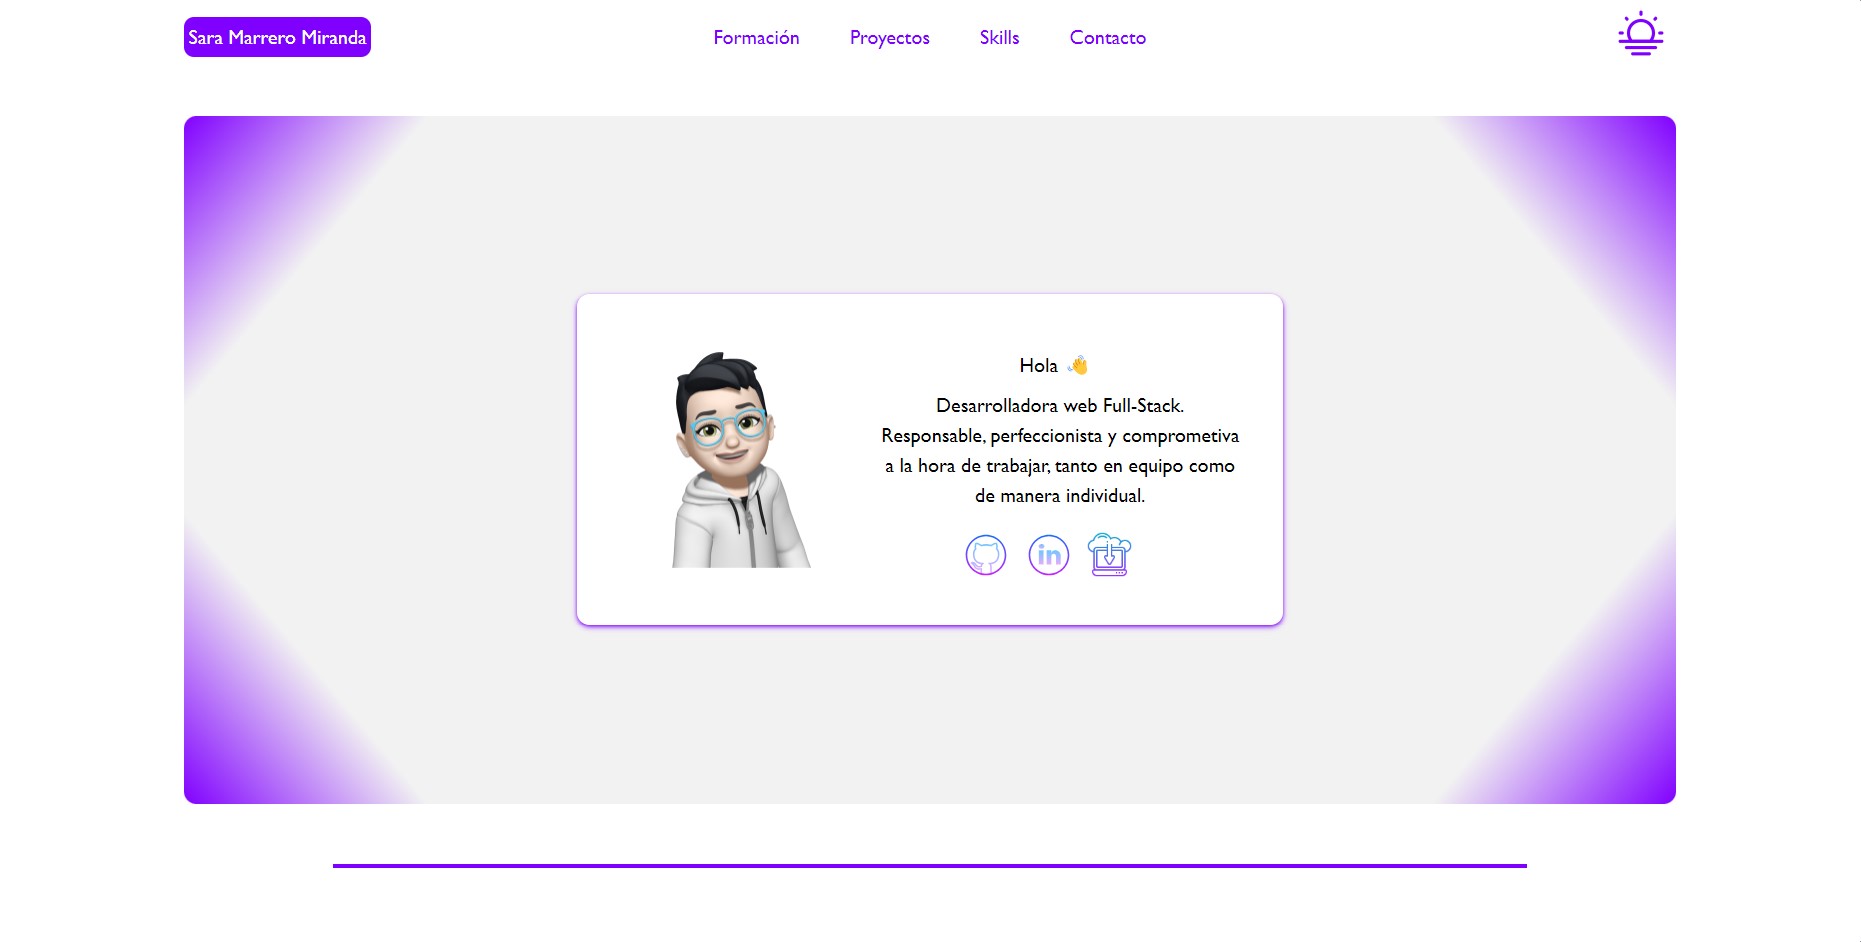 Sara Marrero Miranda
Formación
Proyectos
Skills
Contacto
Hola 👋
Desarrolladora web Full-Stack.
Responsable, perfeccionista y comprometiva
a la hora de trabajar, tanto en equipo como
de manera individual.
in